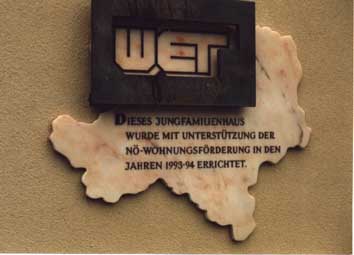 WET
DIESES JUNGFAMILIENHAUS
WURDE MIT UNTERSTÜTZUNG DER
NÖ-WOHNUNGSFÖRDERUNG IN DEN
JAHREN 1993-94 ERRICHTET.